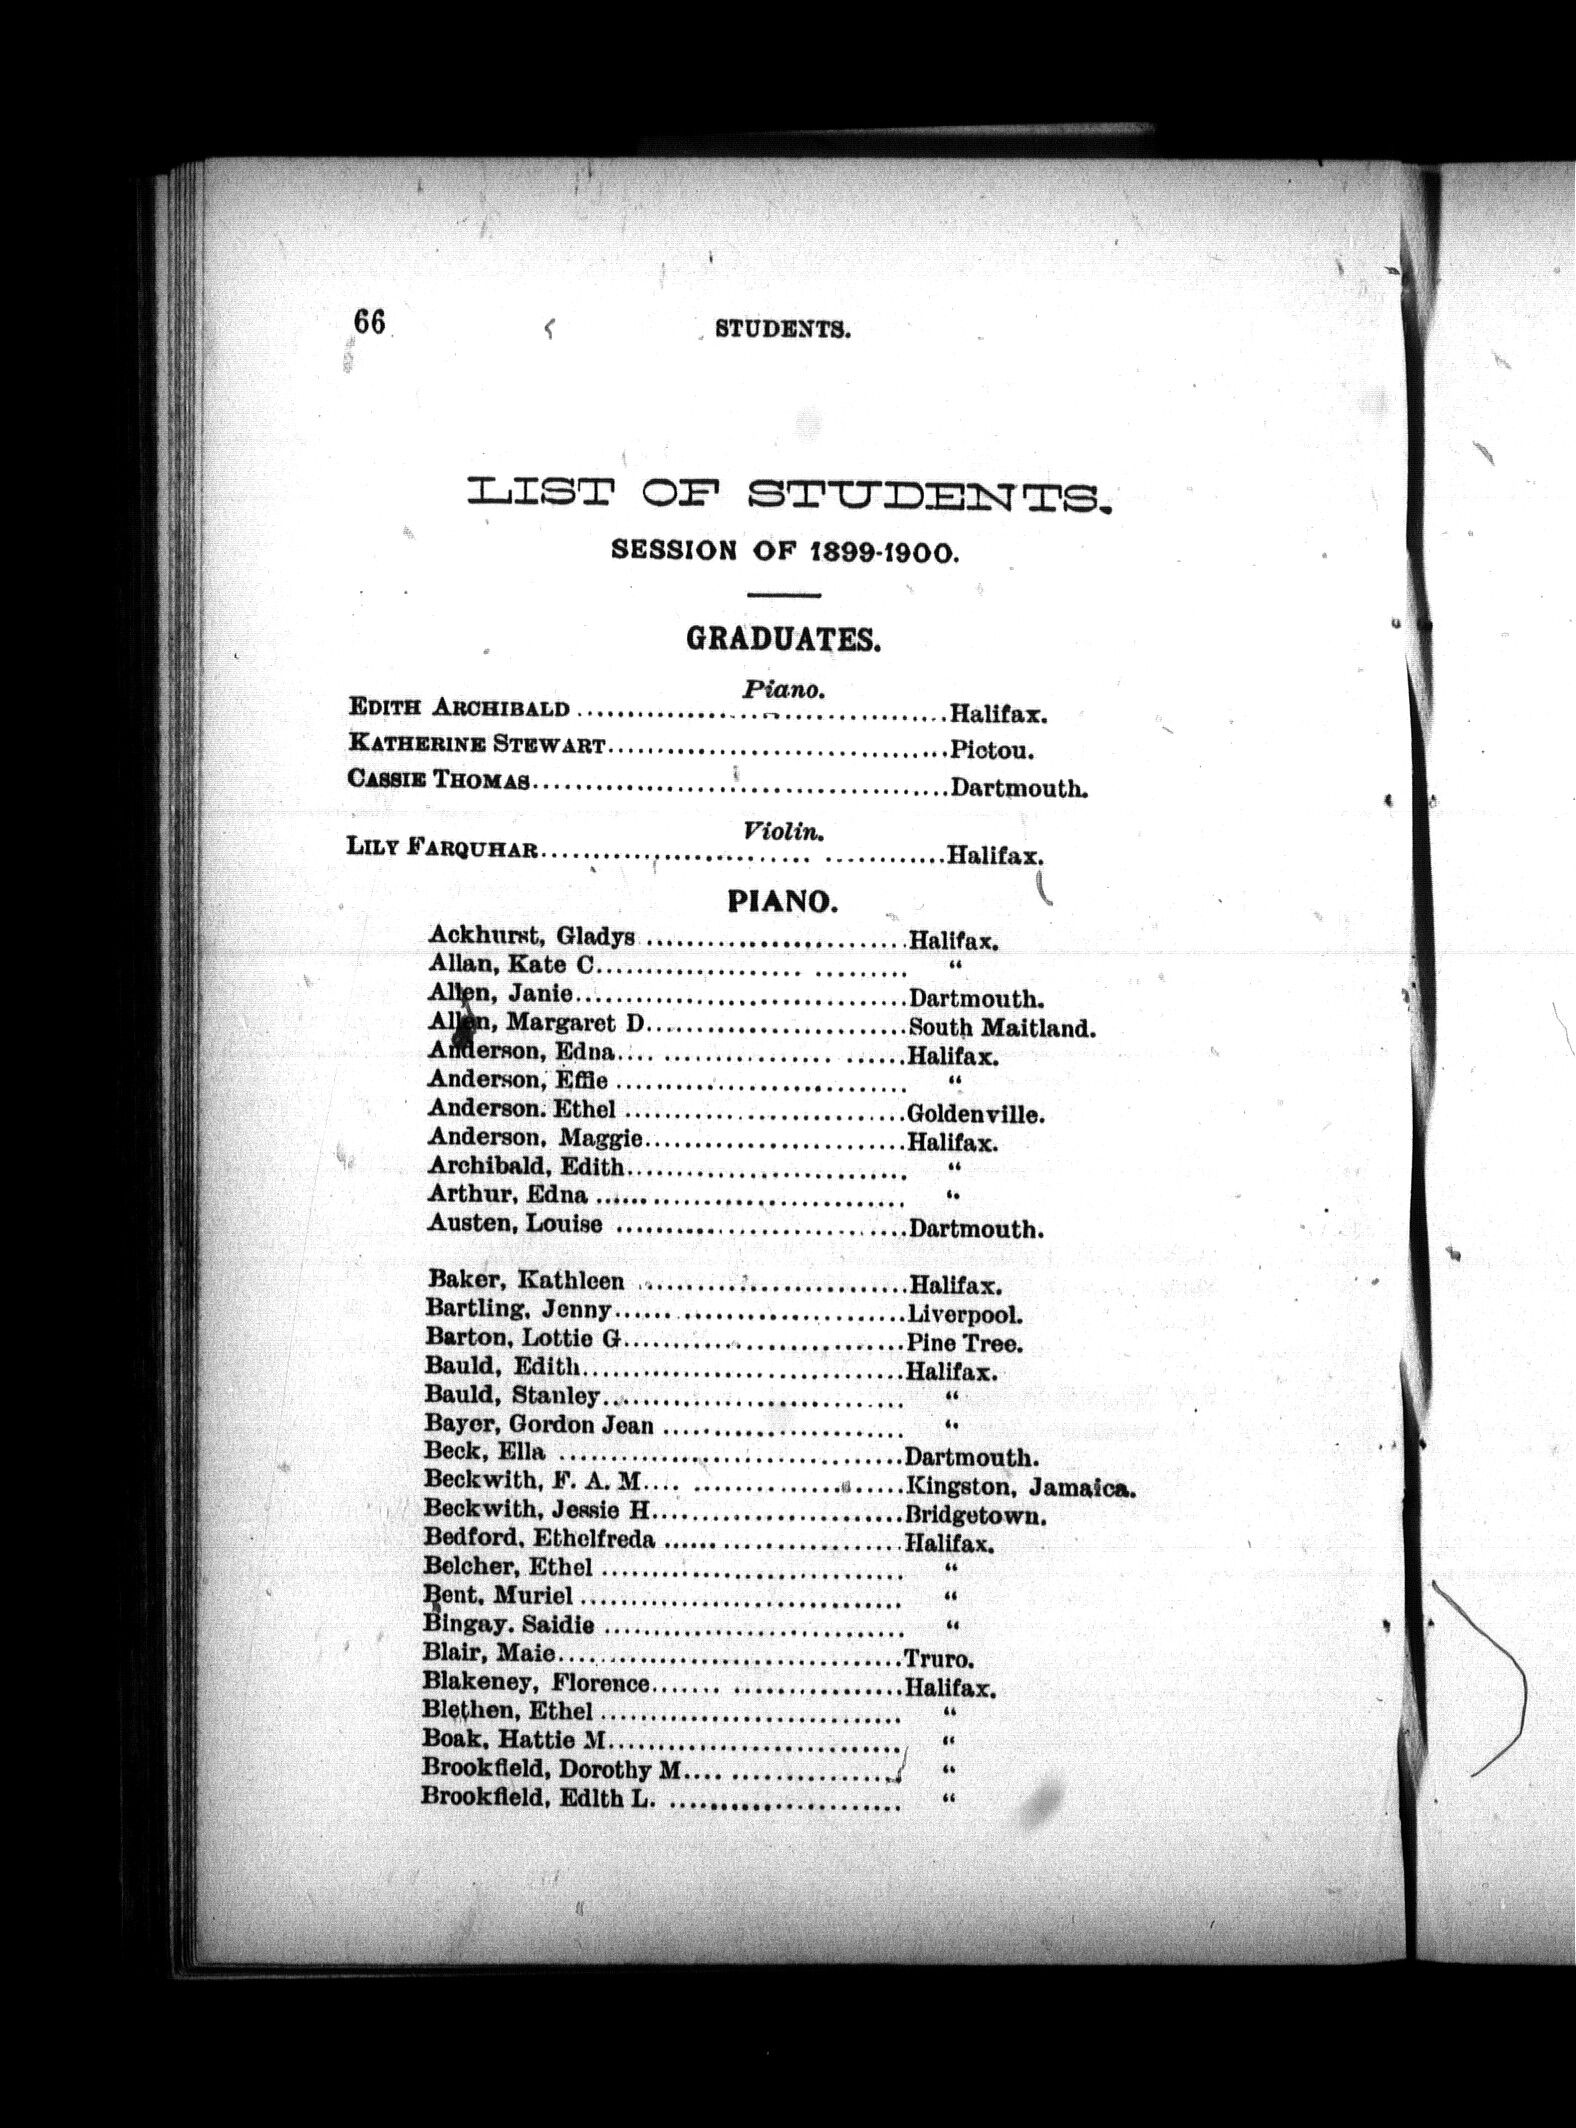 66 STUDENTS.
LIST OF STUDENTS.
SESSION OF 1899-1900.
GRADUATES.
Piano.
EDITH ARCHIBALD ........................................Halifax.
KATHERINE STEWART..................................Pictou.
CASSIE THOMAS..........................................Dartmouth.
Violin.
LILY FARQUHAR.......................... ............Halifax.
PIANO.
Ackhurst, Gladys ..........................Halifax.
Allan, Kate C..................... ......... “
Allen, Janie.................................Dartmouth.
Allen, Margaret D..........................South Maitland.
Anderson, Edna.... ................. ......Halifax.
Anderson, Effie ............................. “
Anderson. Ethel ............................Goldenville.
Anderson, Maggie..........................Halifax.
Archibald, Edith............................ “
Arthur, Edna ............................... “
Austen, Louise .............................Dartmouth.
Baker, Kathleen ...........................Halifax.
Bartling, Jenny...... .......................Liverpool.
Barton, Lottie G............................Pine Tree.
Bauld, Edith................................Halifax.
Bauld, Stanley.............................. “
Bayer, Gordon Jean ........................ “
Beck, Ella ..................................Dartmouth.
Beckwith, F. A. M.... .....................Kingston, Jamaica.
Beckwith, Jessie H.........................Bridgetown.
Bedford, Ethelfreda ...... ..................Halifax.
Belcher, Ethel .............................. “
Bent, Muriel ................................ “
Bingay. Saidie .............................. “
Blair, Maie..................................Truro.
Blakeney, Florence....... .................Halifax.
Blethen, Ethel .............................. “
Boak, Hattie M............................. “
Brookfield, Dorothy M.... ................. “
Brookfield, Edith L. ....................... “